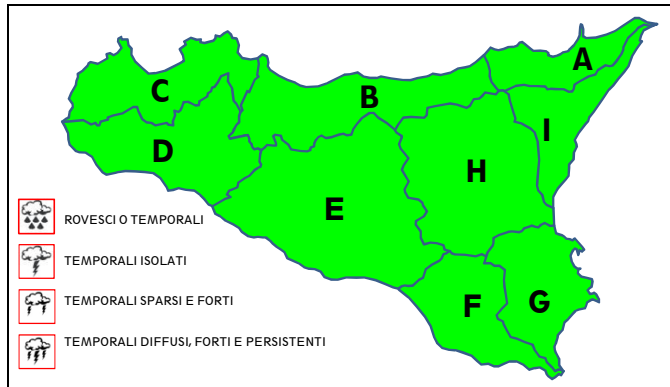 A
C
B
I
D
H
E
ROVESCI O TEMPORALI
TEMPORALI ISOLATI
F
G
TEMPORALI SPARSI E FORTI
TEMPORALI DIFFUSI, FORTI E PERSISTENTI